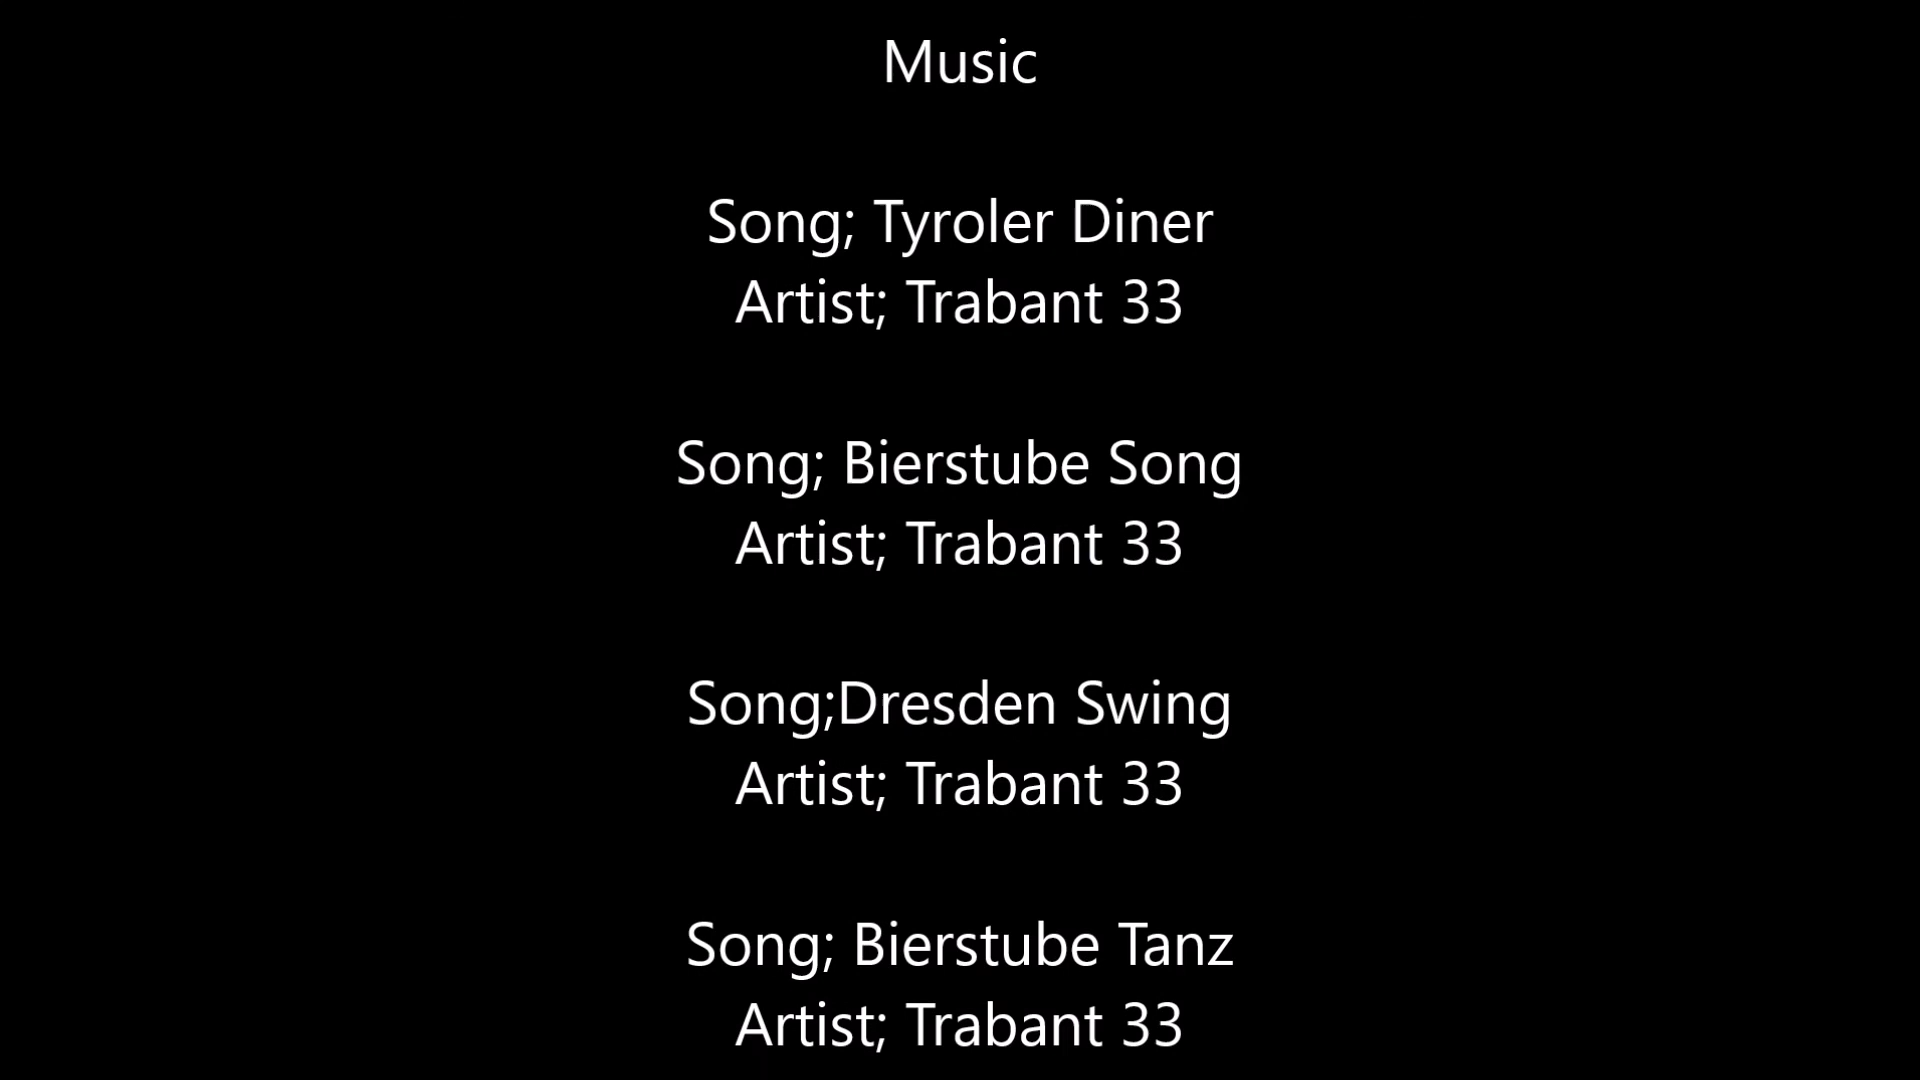 Music
Song; Tyroler Diner
Artist; Trabant 33
Song; Bierstube Song
Artist; Trabant 33
Song;Dresden Swing
Artist; Trabant 33
Song; Bierstube Tanz
Artist; Trabant 33